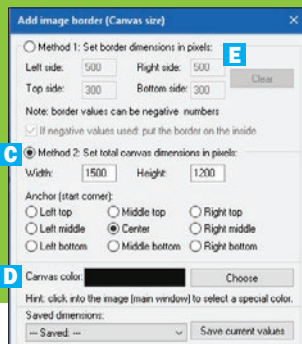 Add image border (Canvas size)
Method 1: Set border dimensions in pixels:
E
Left side: 500 Right side: 500
Clear
Top side: 300 Bottom side: 300
Note: border values can be negative numbers
If negative values used: put the border on the inside
C
Method 2: Set total canvas dimensions in pixels:
Width: 1500 Height: 1200
Anchor (start corner):
Left top Middle top Right top
Left middle Center Right middle
Left bottom Middle bottom Right bottom
D
Canvas color: Choose
Hint: click into the image (main window) to select a special color.
Saved dimensions:
--- Saved: --- Save current values